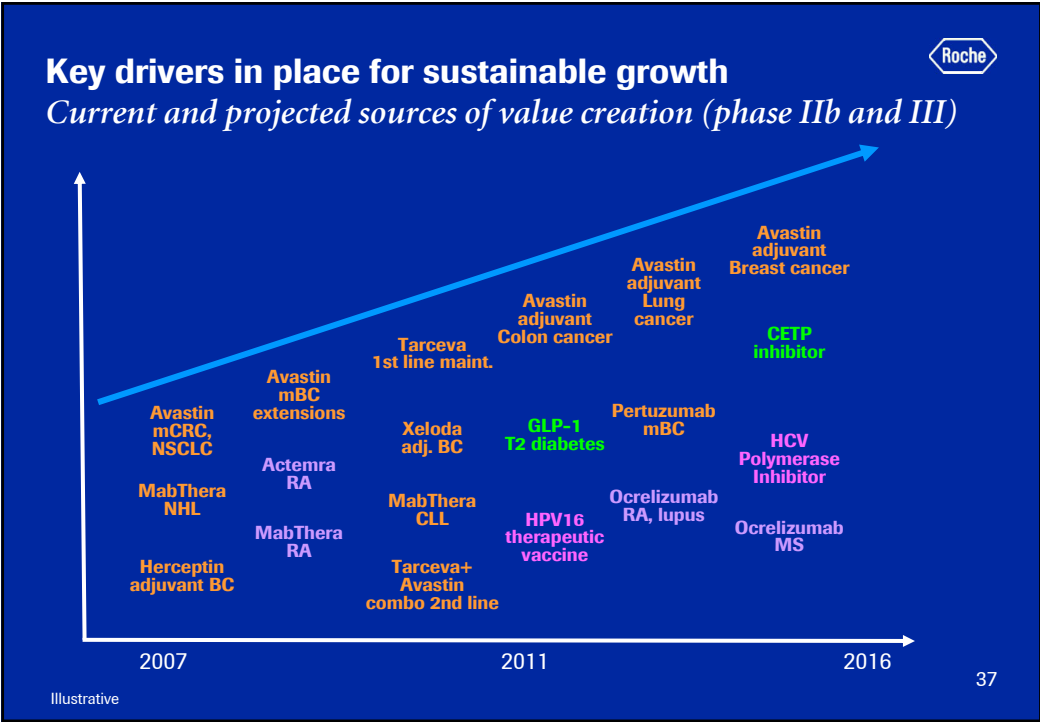 Key drivers in place for sustainable growth
Roche
Current and projected sources of value creation (phase IIb and III)
Avastin
mCRC,
NSCLC
MabThera
NHL
Herceptin
adjuvant BC
Avastin
mBC
extensions
Actemra
RA
MabThera
RA
Tarceva
1st line maint.
Xeloda
adj. BC
MabThera
CLL
Tarceva+
Avastin
combo 2nd line
Avastin
adjuvant
Colon cancer
GLP-1
T2 diabetes
HPV16
therapeutic
vaccine
Avastin
adjuvant
Lung
cancer
Pertuzumab
mBC
Ocrelizumab
RA, lupus
Avastin
adjuvant
Breast cancer
CETP
inhibitor
HCV
Polymerase
Inhibitor
Ocrelizumab
MS
2007
2011
2016
37
Illustrative